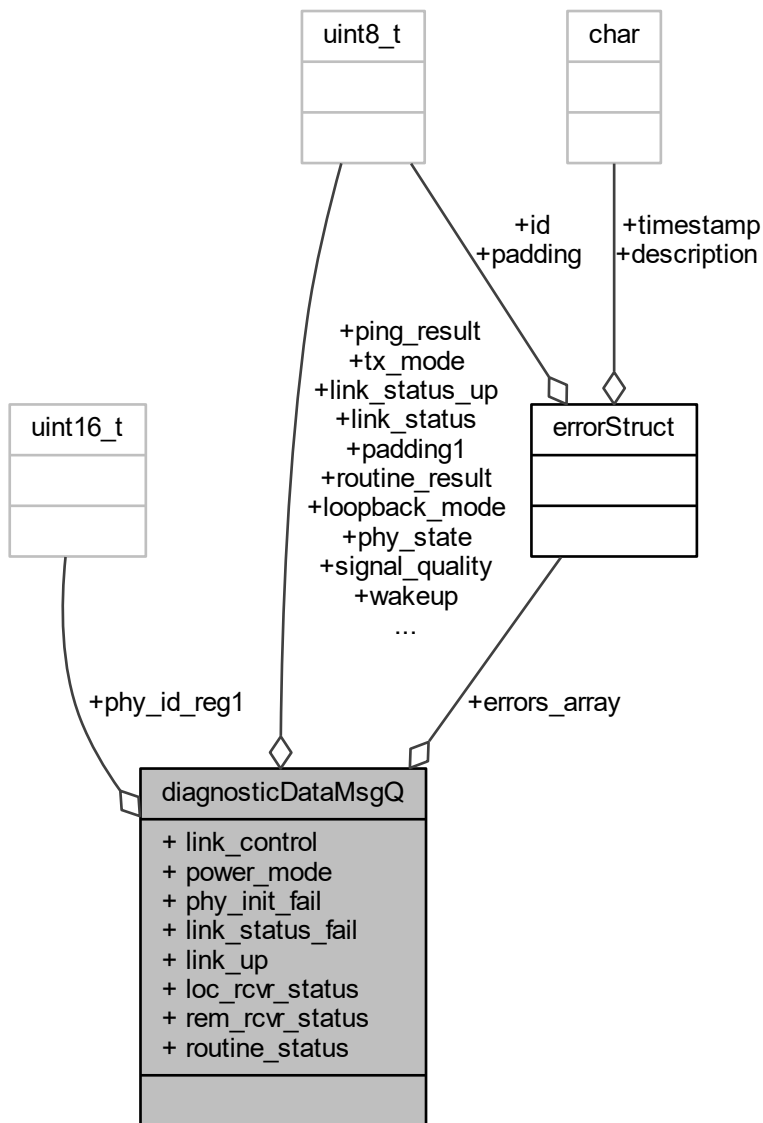 uint8_t
char
+id
+padding
+timestamp
+description
+ping_result
+tx_mode
+link_status_up
+link_status
+padding1
+routine_result
+loopback_mode
+phy_state
+signal_quality
+wakeup
...
uint16_t
errorStruct
+phy_id_reg1
+errors_array
diagnosticDataMsgQ
+ link_control
+ power_mode
+ phy_init_fail
+ link_status_fail
+ link_up
+ loc_rcvr_status
+ rem_rcvr_status
+ routine_status